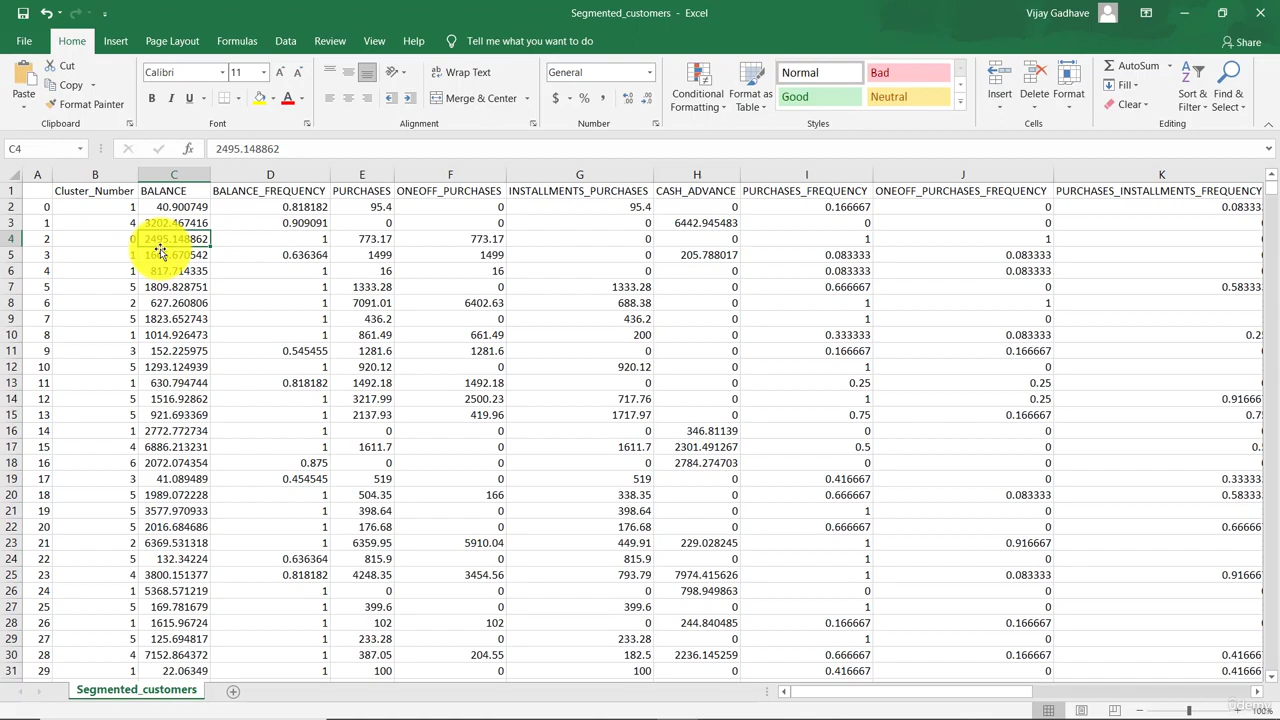 Segmented_customers - Excel
Vijay Gadhave
File Home Insert Page Layout Formulas Data Review View Help Tell me what you want to do
Share
Paste
Cut
Copy
Format Painter
Clipboard
Calibri 11
B I U
Font
Wrap Text
Merge & Center
Alignment
General
$ % ,
Number
Conditional Formatting
Format as Table
Normal Bad
Good Neutral
Styles
Insert Delete Format
Cells
AutoSum
Fill
Clear
Sort & Filter
Find & Select
Editing
C4 fx 2495.148862
A B C D E F G H I J K
1 Cluster_Number BALANCE BALANCE_FREQUENCY PURCHASES ONEOFF_PURCHASES INSTALLMENTS_PURCHASES CASH_ADVANCE PURCHASES_FREQUENCY ONEOFF_PURCHASES_FREQUENCY PURCHASES_INSTALLMENTS_FREQUENCY
2 0 1 40.900749 0.818182 95.4 0 95.4 0 0.166667 0 0.08333
3 1 4 3202.467416 0.909091 0 0 0 6442.945483 0 0
4 2 0 2495.148862 1 773.17 773.17 0 0 1 1
5 3 1 1666.670542 0.636364 1499 1499 0 205.788017 0.083333 0.083333
6 4 1 817.714335 1 16 16 0 0 0.083333 0.083333
7 5 5 1809.828751 1 1333.28 0 1333.28 0 0.666667 0 0.58333
8 6 2 627.260806 1 7091.01 6402.63 688.38 0 1 1
9 7 5 1823.652743 1 436.2 0 436.2 0 1 0
10 8 1 1014.926473 1 861.49 661.49 200 0 0.333333 0.083333 0.2
11 9 3 152.225975 0.545455 1281.6 1281.6 0 0 0.166667 0.166667
12 10 5 1293.124939 1 920.12 0 920.12 0 1 0
13 11 1 630.794744 0.818182 1492.18 1492.18 0 0 0.25 0.25
14 12 5 1516.92862 1 3217.99 2500.23 717.76 0 1 0.25 0.91666
15 13 5 921.693369 1 2137.93 419.96 1717.97 0 0.75 0.166667 0.7
16 14 1 2772.772734 1 0 0 0 346.81139 0 0
17 15 4 6886.213231 1 1611.7 0 1611.7 2301.491267 0.5 0 0.
18 16 6 2072.074354 0.875 0 0 0 2784.274703 0 0
19 17 3 41.089489 0.454545 519 0 519 0 0.416667 0 0.33333
20 18 5 1989.072228 1 504.35 166 338.35 0 0.666667 0.083333 0.58333
21 19 5 3577.970933 1 398.64 0 398.64 0 1 0
22 20 5 2016.684686 1 176.68 0 176.68 0 0.666667 0 0.66666
23 21 2 6369.531318 1 6359.95 5910.04 449.91 229.028245 1 0.916667
24 22 5 132.34224 0.636364 815.9 0 815.9 0 1 0
25 23 4 3800.151377 0.818182 4248.35 3454.56 793.79 7974.415626 1 0.083333 0.91666
26 24 1 5368.571219 1 0 0 0 798.949863 0 0
27 25 5 169.781679 1 399.6 0 399.6 0 1 0
28 26 1 1615.96724 1 102 102 0 244.840485 0.166667 0.166667
29 27 5 125.694817 1 233.28 0 233.28 0 1 0
30 28 4 7152.864372 1 387.05 204.55 182.5 2236.145259 0.666667 0.166667 0.41666
31 29 1 22.06349 1 100 0 100 0 0.416667 0 0.41666
Segmented_customers
100%
ûdemy